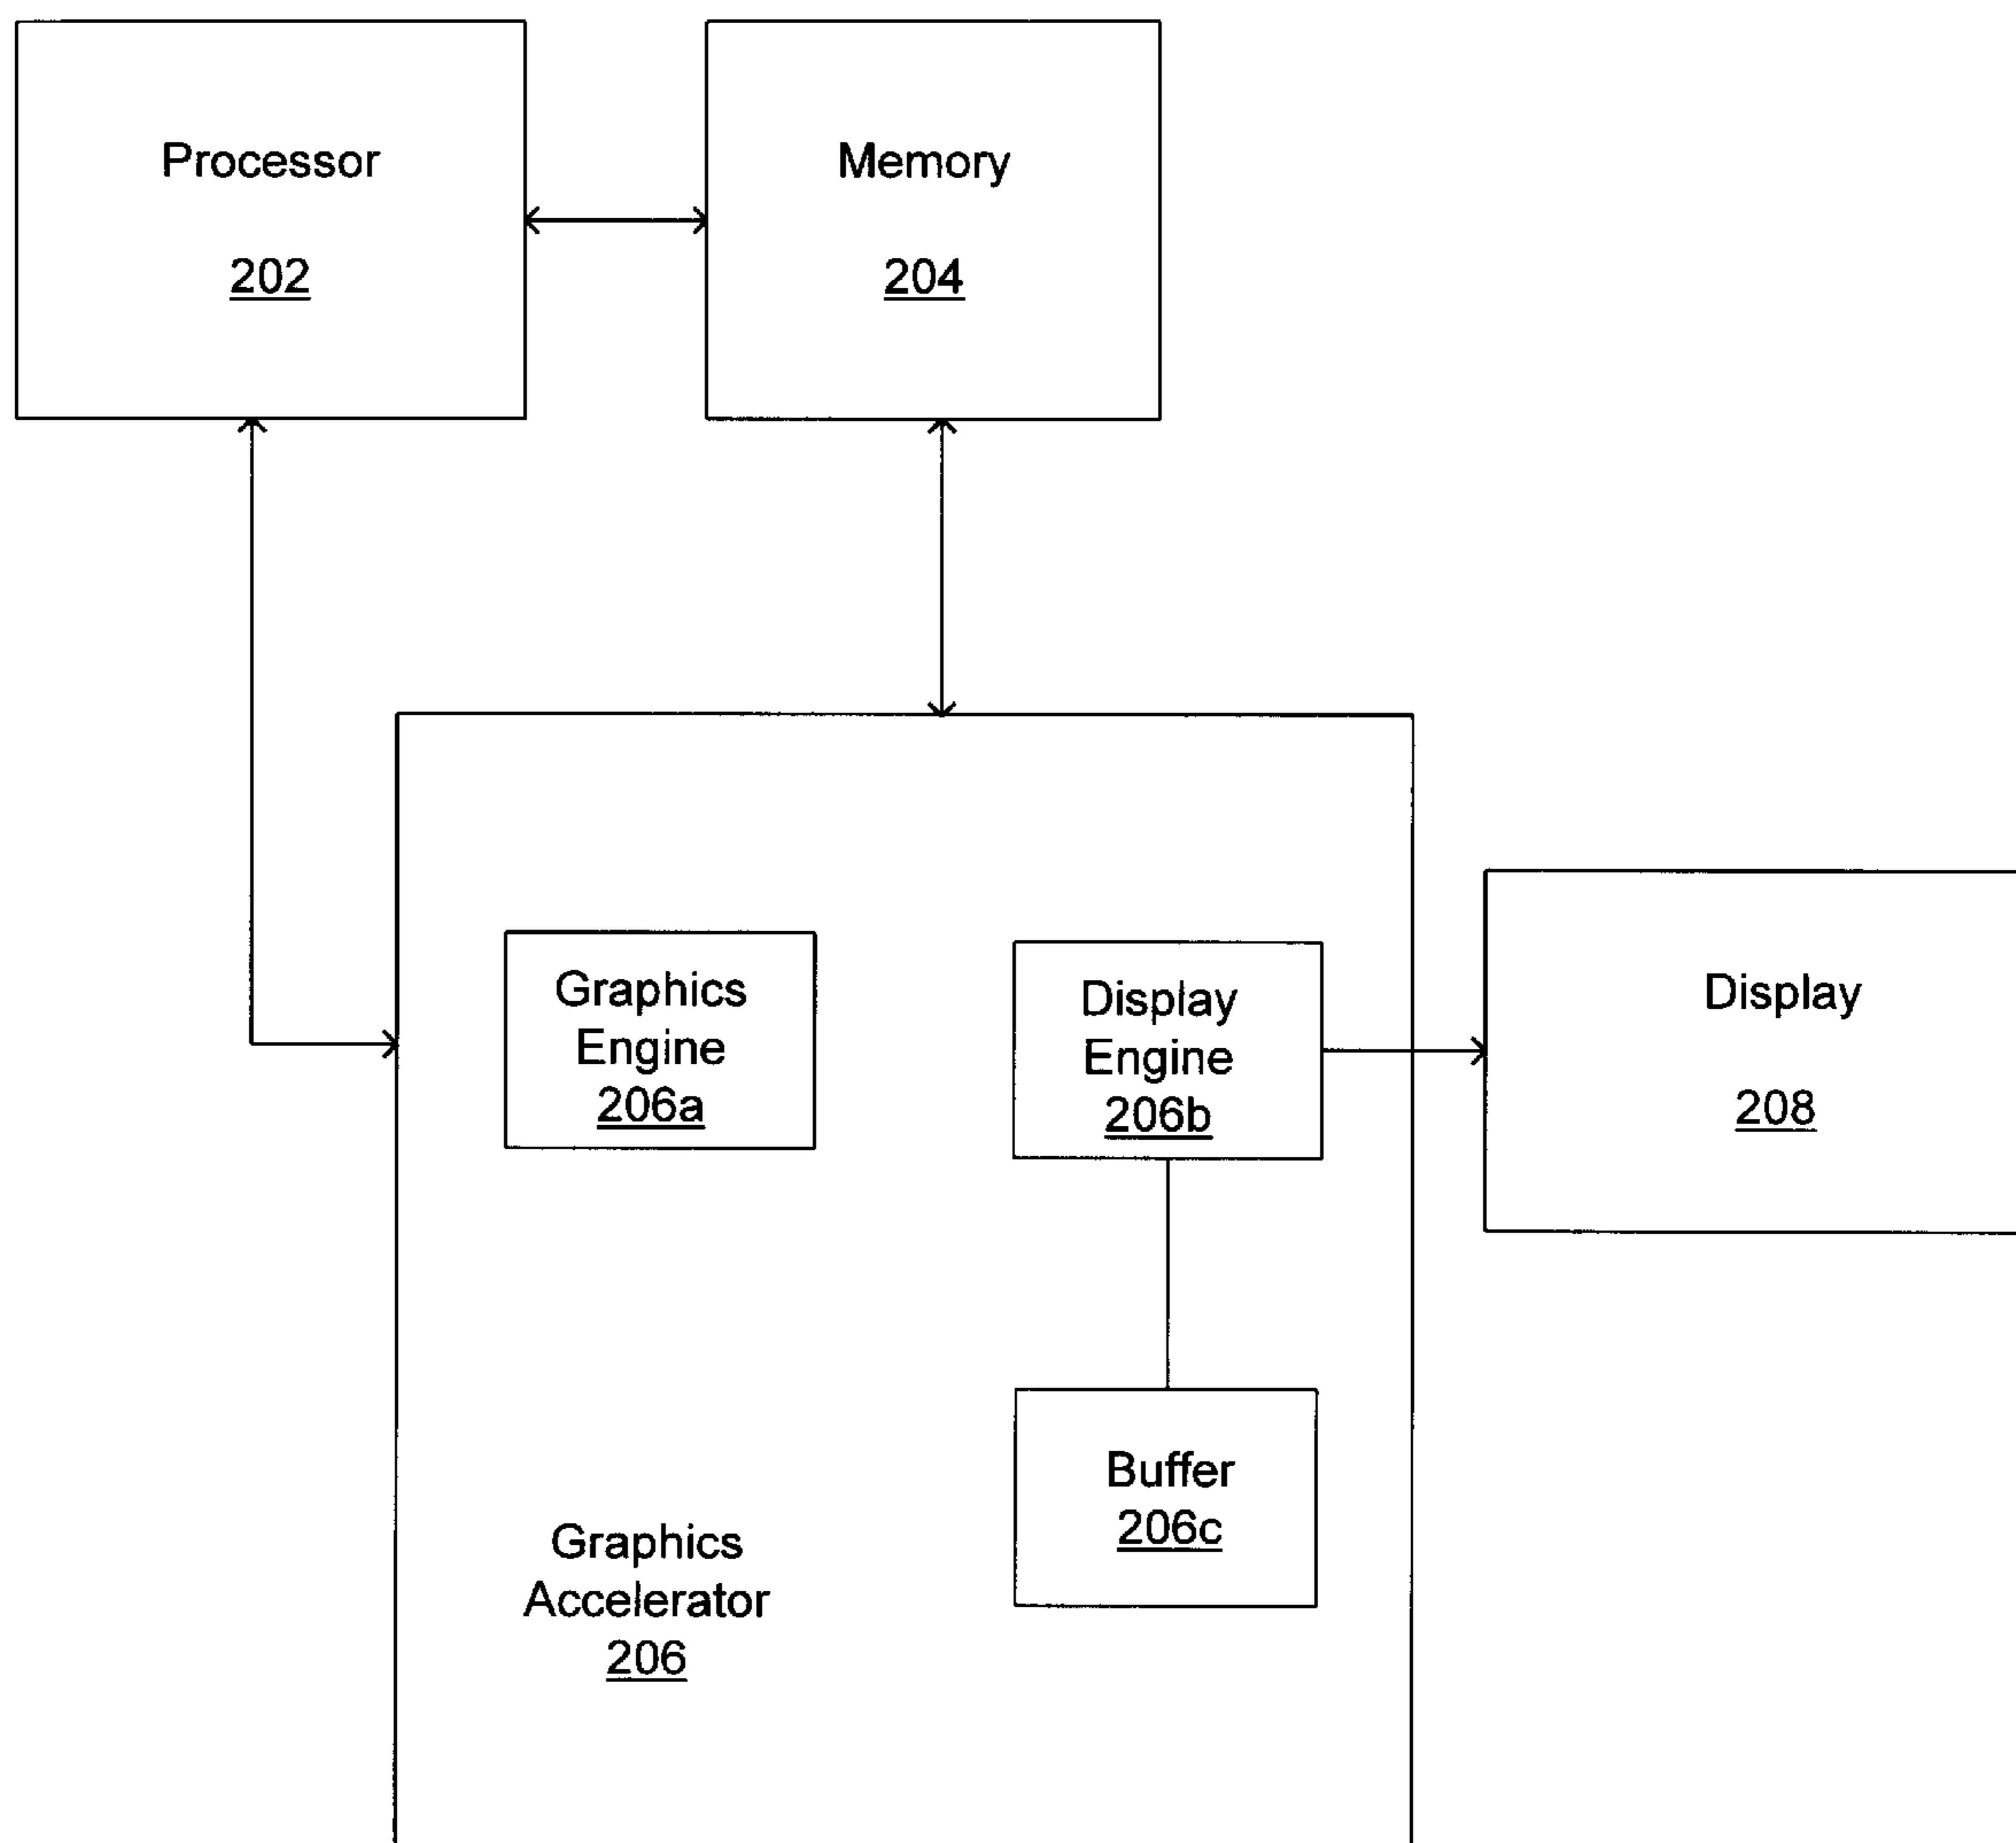 Processor
202
Memory
204
Graphics
Engine
206a
Display
Engine
206b
Display
208
Buffer
206c
Graphics
Accelerator
206